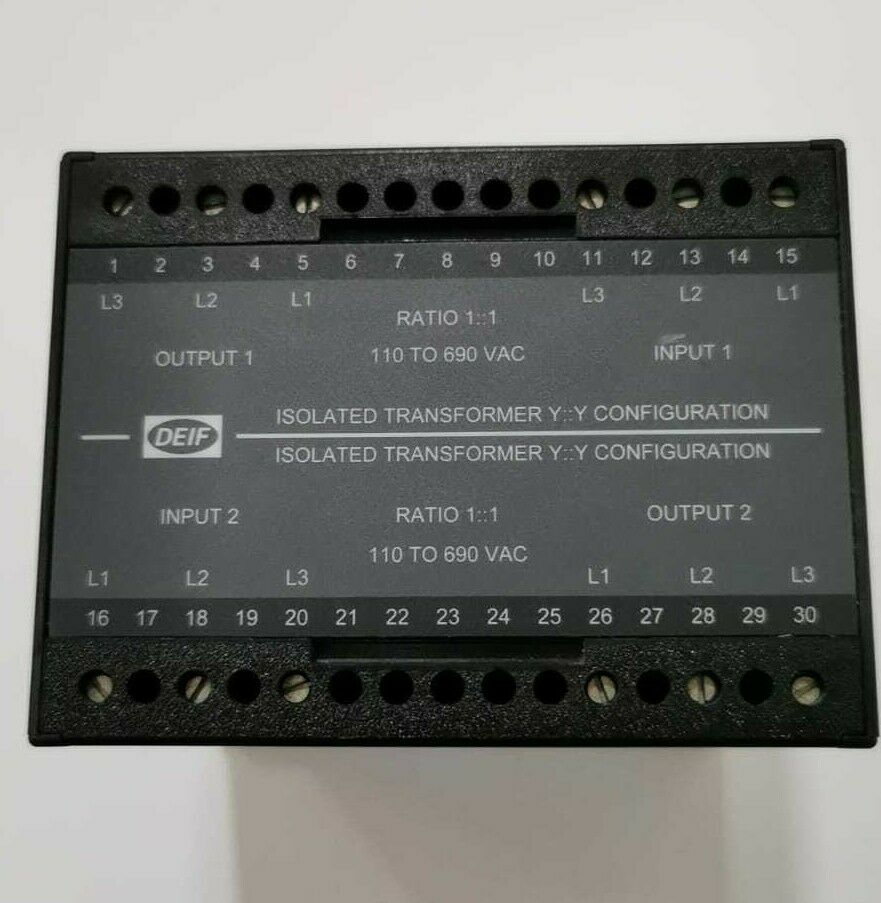 1 2 3 4 5 6 7 8 9 10 11 12 13 14 15
L3 L2 L1 L3 L2 L1
RATIO 1::1
OUTPUT 1 110 TO 690 VAC INPUT 1
ISOLATED TRANSFORMER Y::Y CONFIGURATION
DEIF
ISOLATED TRANSFORMER Y::Y CONFIGURATION
INPUT 2 RATIO 1::1 OUTPUT 2
110 TO 690 VAC
L1 L2 L3 L1 L2 L3
16 17 18 19 20 21 22 23 24 25 26 27 28 29 30